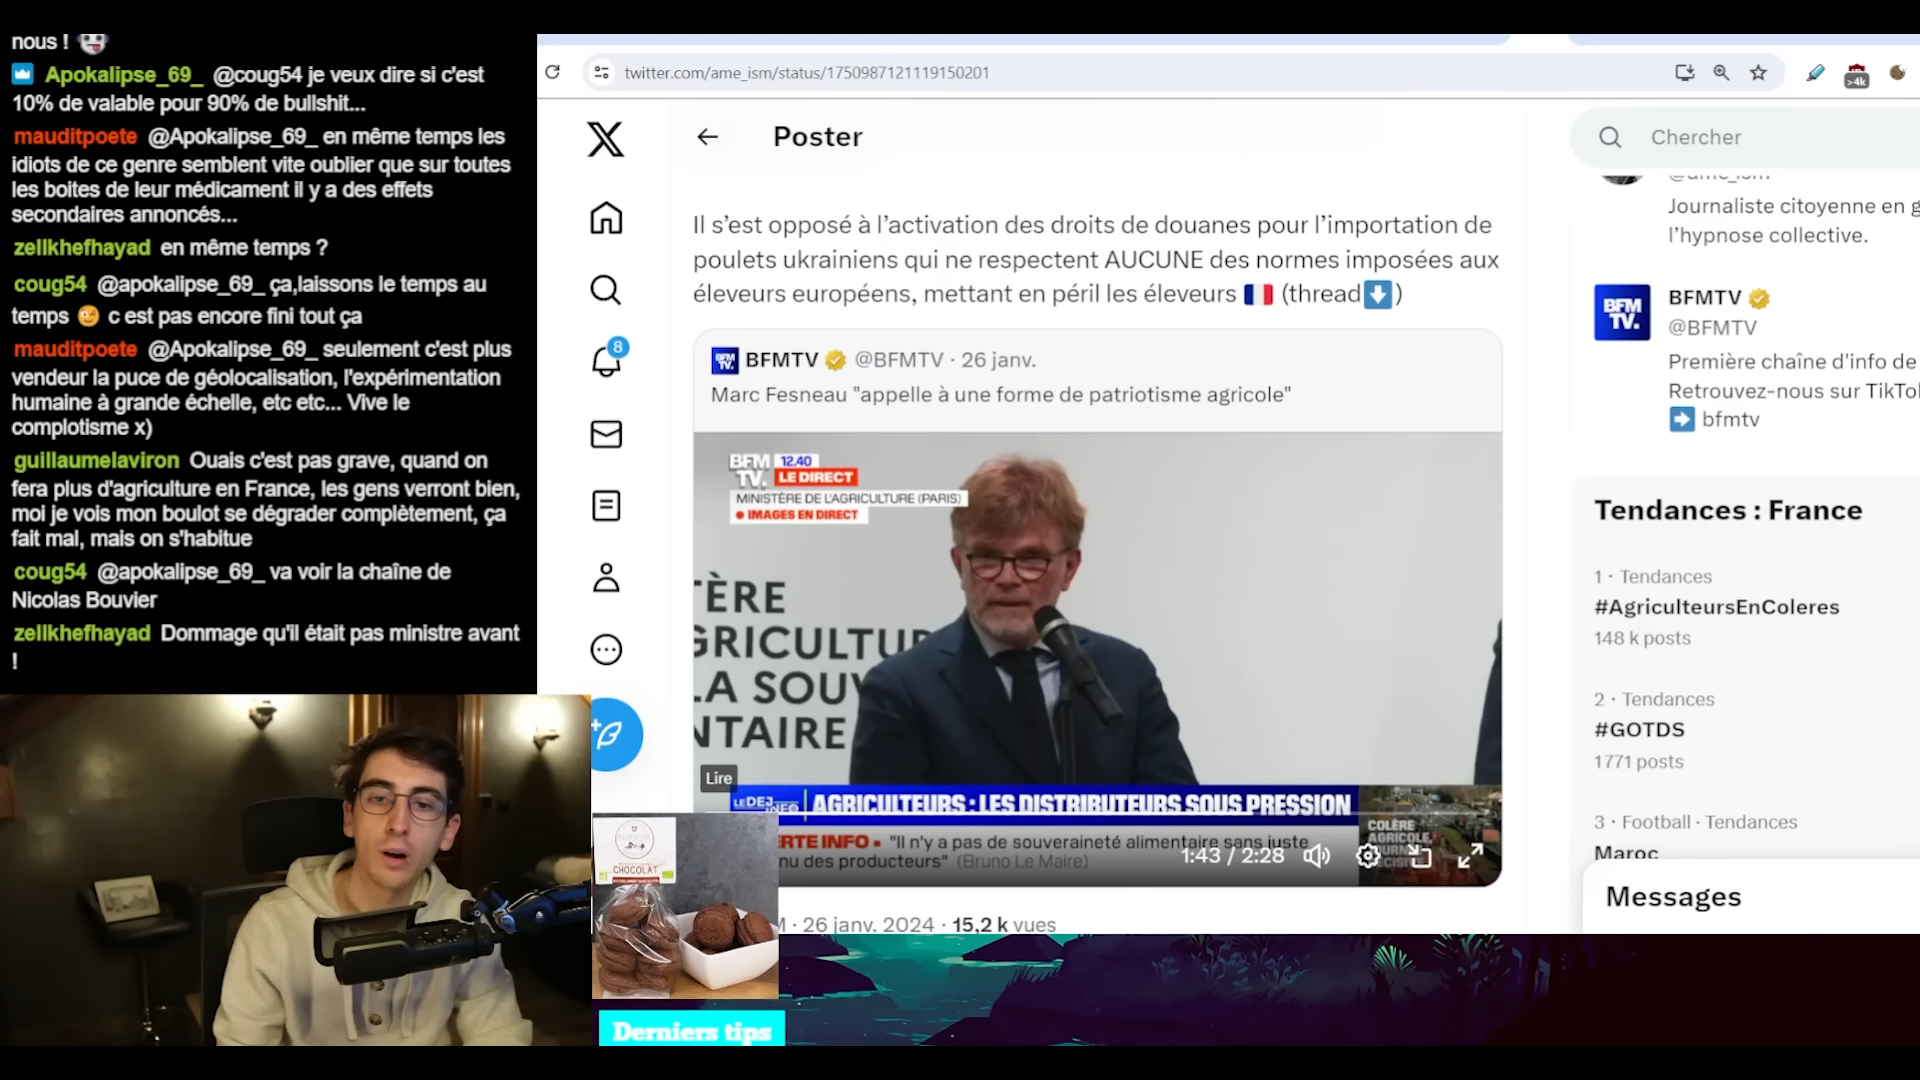 nous !
Apokalipse_69_ @coug54 je veux dire si c'est
10% de valable pour 90% de bullshit...
mauditpoete @Apokalipse_69_ en même temps les
idiots de ce genre semblent vite oublier que sur toutes
les boites de leur médicament il y a des effets
secondaires annoncés...
zellkhefhayad en même temps ?
coug54 @apokalipse_69_ ça,laissons le temps au
temps 😉 c est pas encore fini tout ça
mauditpoete @Apokalipse_69_ seulement c'est plus
vendeur la puce de géolocalisation, l'expérimentation
humaine à grande échelle, etc etc... Vive le
complotisme x)
guillaumelaviron Ouais c'est pas grave, quand on
fera plus d'agriculture en France, les gens verront bien,
moi je vois mon boulot se dégrader complètement, ça
fait mal, mais on s'habitue
coug54 @apokalipse_69_ va voir la chaîne de
Nicolas Bouvier
zellkhefhayad Dommage qu'il était pas ministre avant
!
twitter.com/ame_ism/status/1750987121119150201
>4k
Poster
8
Il s'est opposé à l'activation des droits de douanes pour l'importation de
poulets ukrainiens qui ne respectent AUCUNE des normes imposées aux
éleveurs européens, mettant en péril les éleveurs 🇫🇷 (thread⬇️)
BFMTV @BFMTV · 26 janv.
Marc Fesneau "appelle à une forme de patriotisme agricole"
BFM TV. 12.40
LE DIRECT
MINISTÈRE DE L'AGRICULTURE (PARIS)
• IMAGES EN DIRECT
TÈRE
GRICULTU
LA SOUV
NTAIRE
Lire
LE DEJ INFO AGRICULTEURS : LES DISTRIBUTEURS SOUS PRESSION
RTE INFO ▪ "Il n'y a pas de souveraineté alimentaire sans juste
nu des producteurs" (Bruno Le Maire)
COLÈRE
AGRICOLE
1:43 / 2:28
· 26 janv. 2024 · 15,2 k vues
Chercher
@ame_ism
Journaliste citoyenne en g
l'hypnose collective.
BFM TV.
BFMTV
@BFMTV
Première chaîne d'info de
Retrouvez-nous sur TikTo
➡️ bfmtv
Tendances : France
1 · Tendances
#AgriculteursEnColeres
148 k posts
2 · Tendances
#GOTDS
1771 posts
3 · Football · Tendances
Maroc
Messages
CHOCOLAT
Derniers tips